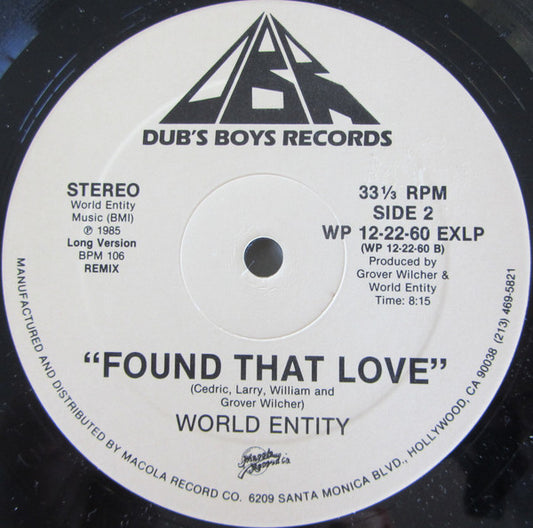 DBR
DUB'S BOYS RECORDS
STEREO
World Entity
Music (BMI)
℗ 1985
Long Version
BPM 106
REMIX
33⅓ RPM
SIDE 2
WP 12-22-60 EXLP
(WP 12-22-60 B)
Produced by
Grover Wilcher &
World Entity
Time: 8:15
"FOUND THAT LOVE"
(Cedric, Larry, William and
Grover Wilcher)
WORLD ENTITY
Macola
Record Co.
MANUFACTURED AND DISTRIBUTED BY MACOLA RECORD CO. 6209 SANTA MONICA BLVD., HOLLYWOOD, CA 90038 (213) 469-5821